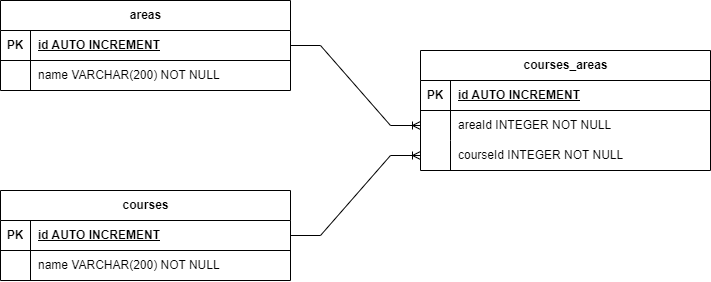 areas
PK id AUTO INCREMENT
name VARCHAR(200) NOT NULL
courses_areas
PK id AUTO INCREMENT
areaId INTEGER NOT NULL
courseId INTEGER NOT NULL
courses
PK id AUTO INCREMENT
name VARCHAR(200) NOT NULL